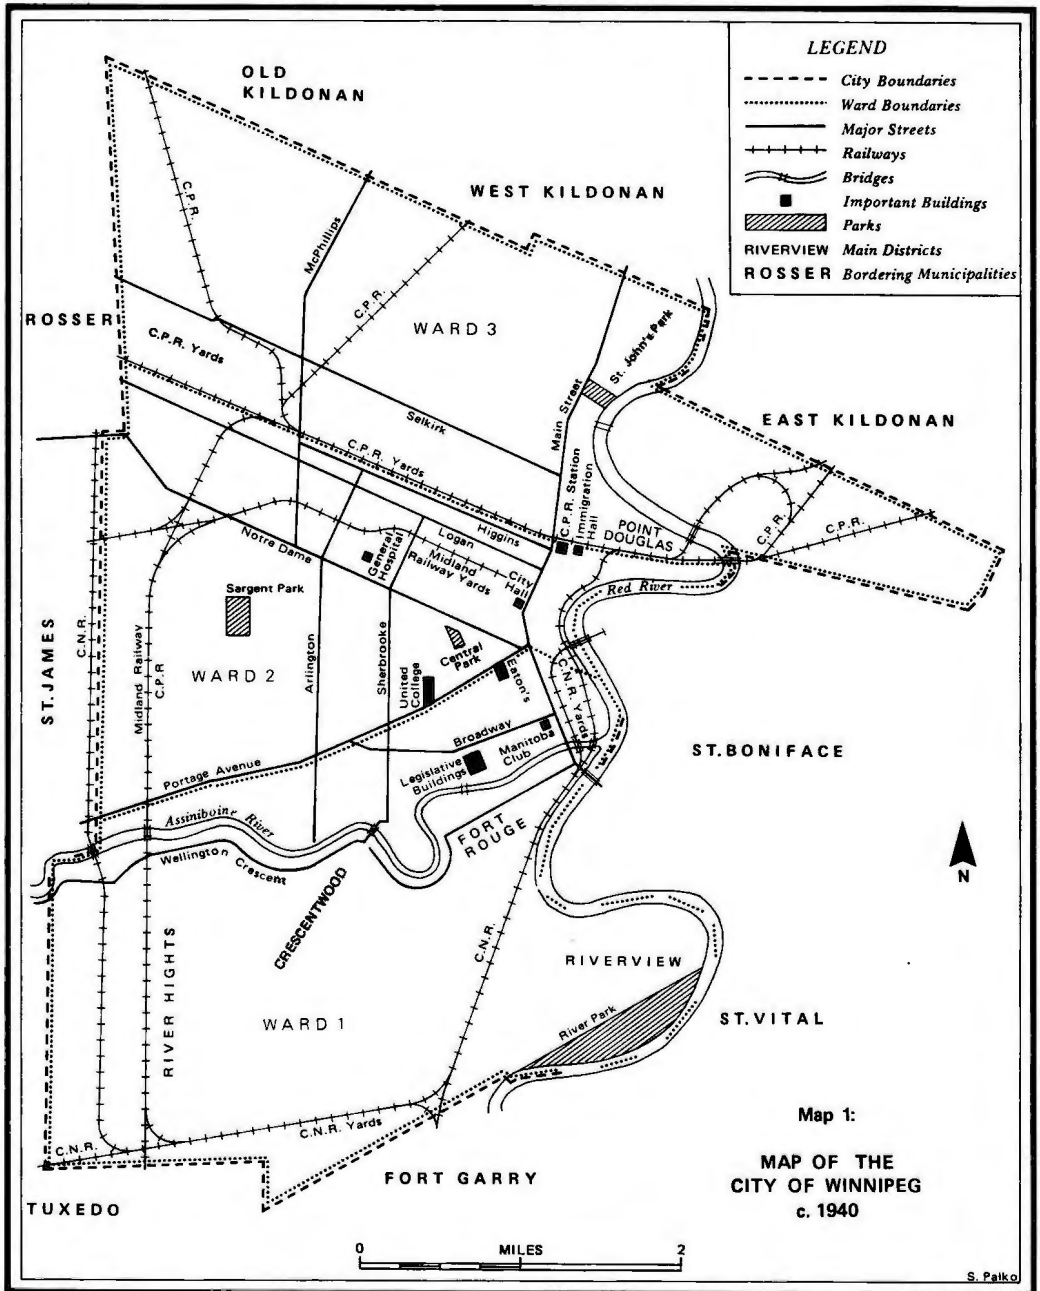 LEGEND
City Boundaries
Ward Boundaries
Major Streets
Railways
Bridges
Important Buildings
Parks
RIVERVIEW Main Districts
ROSSER Bordering Municipalities
OLD
KILDONAN
WEST KILDONAN
C.P.R.
McPhillips
C.P.R.
ROSSER
WARD 3
C.P.R. Yards
St. John's Park
Main Street
Selkirk
EAST KILDONAN
C.P.R. Yards
C.P.R. Station
Immigration
Hall
POINT
DOUGLAS
C.P.R.
C.P.R.
Higgins
Logan
Notre Dame
General
Hospital
Midland
Railway Yards
City
Hall
Red River
Sargent Park
ST. JAMES
C.N.R.
Midland Railway
C.P.R
WARD 2
Arlington
Sherbrooke
United
College
Central
Park
Eaton's
C.N.R. Yards
Broadway
Manitoba
Club
ST. BONIFACE
Portage Avenue
Legislative
Buildings
Assiniboine River
FORT
ROUGE
Wellington Crescent
CRESCENTWOOD
N
RIVER HIGHTS
C.N.R.
RIVERVIEW
WARD 1
River Park
ST. VITAL
C.N.R.
C.N.R. Yards
FORT GARRY
TUXEDO
Map 1:
MAP OF THE
CITY OF WINNIPEG
c. 1940
0 MILES 2
S. Palko